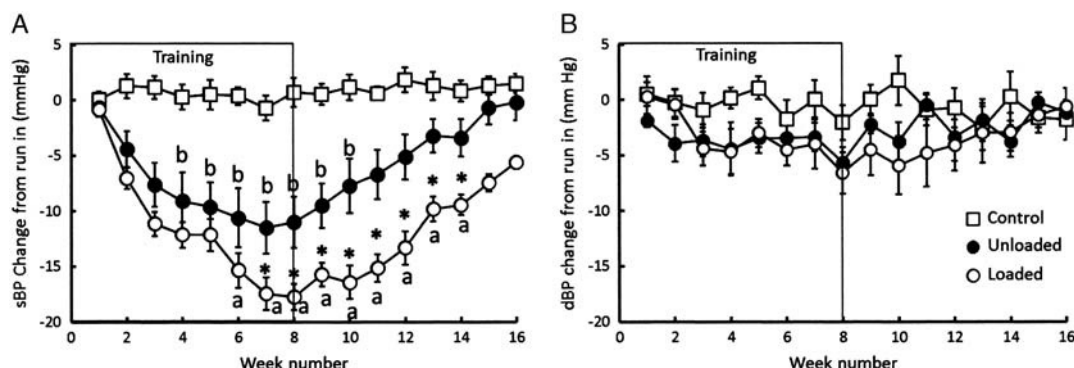 A
sBP Change from run in (mmHg)
5
0
-5
-10
-15
-20
Training
b b b b b b b
* * * * * * * *
a a a a a a a a a
0 2 4 6 8 10 12 14 16
Week number
B
dBP change from run in (mm Hg)
5
0
-5
-10
-15
-20
Training
Control
Unloaded
Loaded
0 2 4 6 8 10 12 14 16
Week number